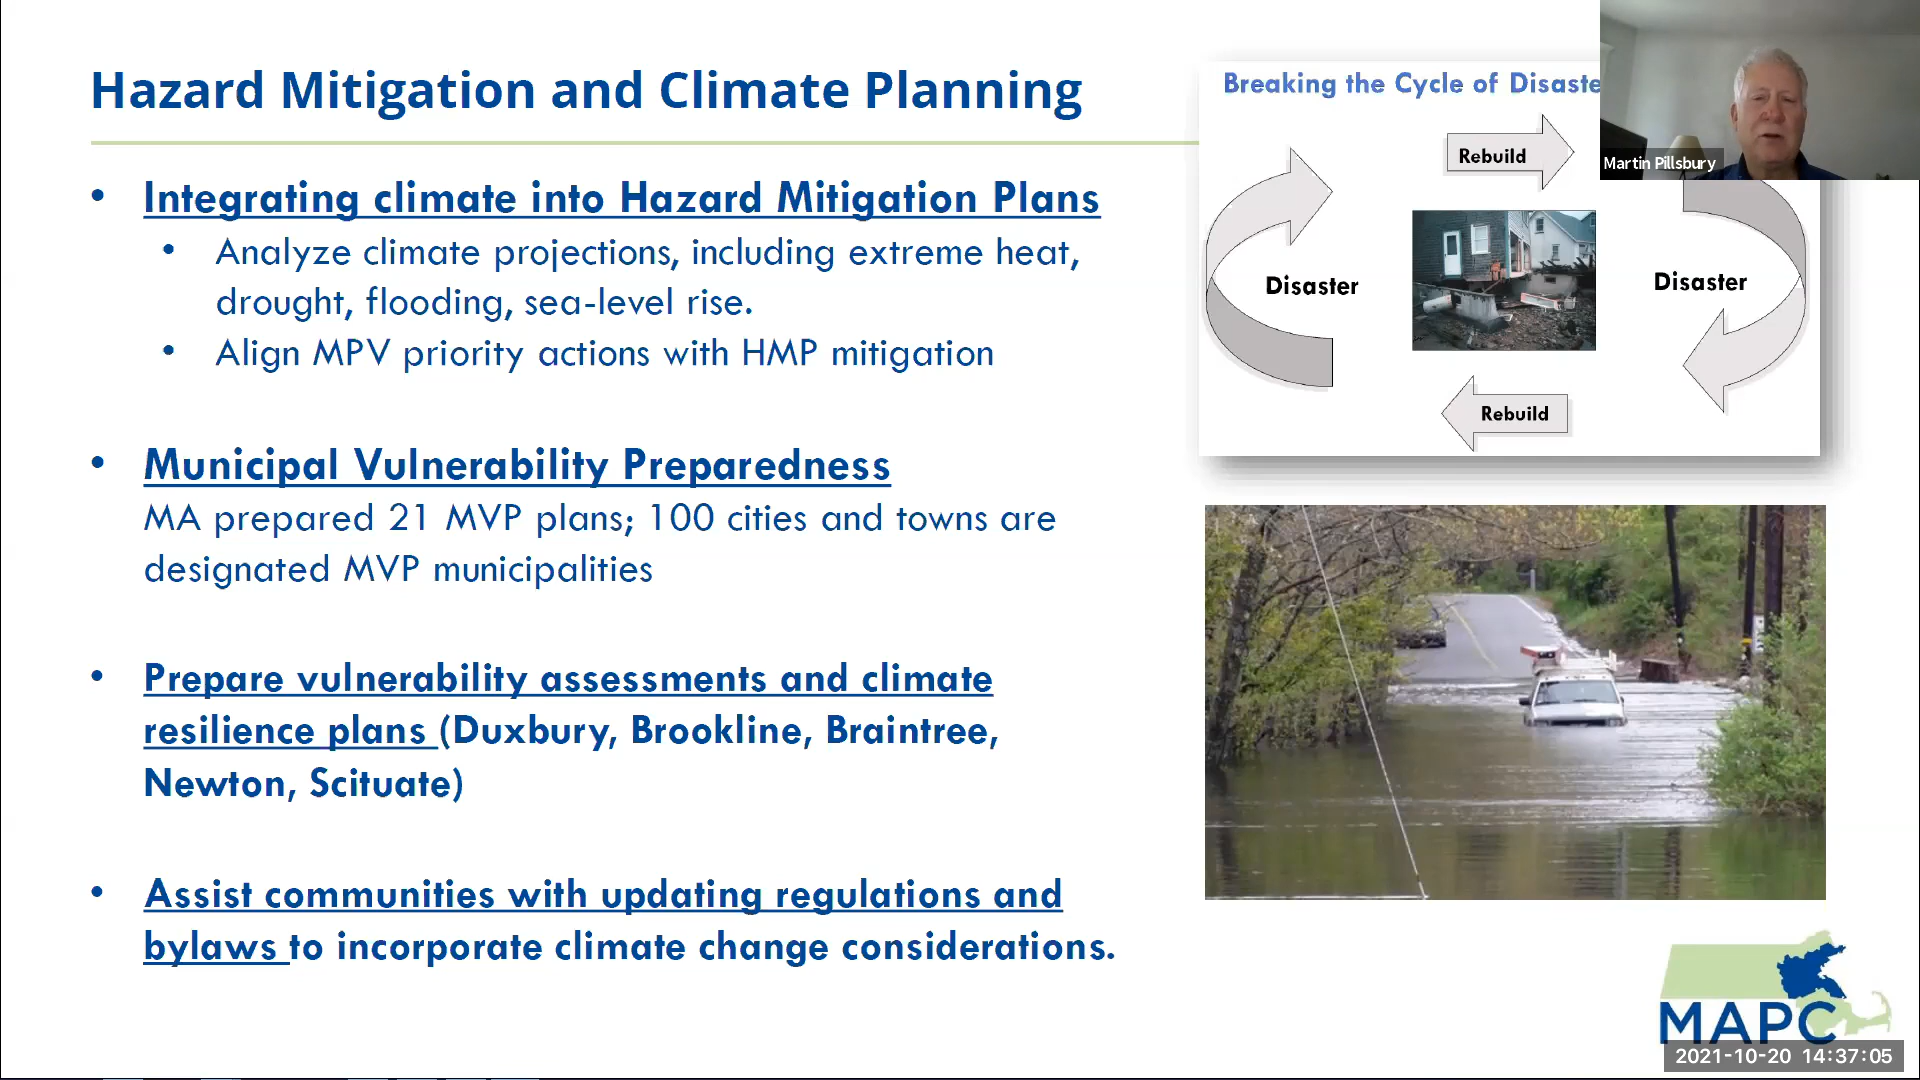 Hazard Mitigation and Climate Planning
• Integrating climate into Hazard Mitigation Plans
• Analyze climate projections, including extreme heat,
drought, flooding, sea-level rise.
• Align MPV priority actions with HMP mitigation
• Municipal Vulnerability Preparedness
MA prepared 21 MVP plans; 100 cities and towns are
designated MVP municipalities
• Prepare vulnerability assessments and climate
resilience plans (Duxbury, Brookline, Braintree,
Newton, Scituate)
• Assist communities with updating regulations and
bylaws to incorporate climate change considerations.
Breaking the Cycle of Disaste
Rebuild
Disaster
Disaster
Rebuild
Martin Pillsbury
MAPC
2021-10-20 14:37:05